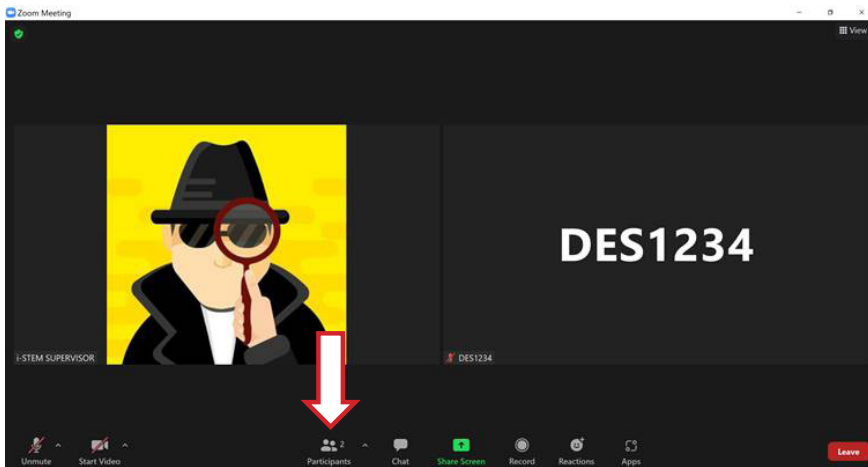 Zoom Meeting
View
DES1234
i-STEM SUPERVISOR
DES1234
2
Unmute
Start Video
Participants
Chat
Share Screen
Record
Reactions
Apps
Leave